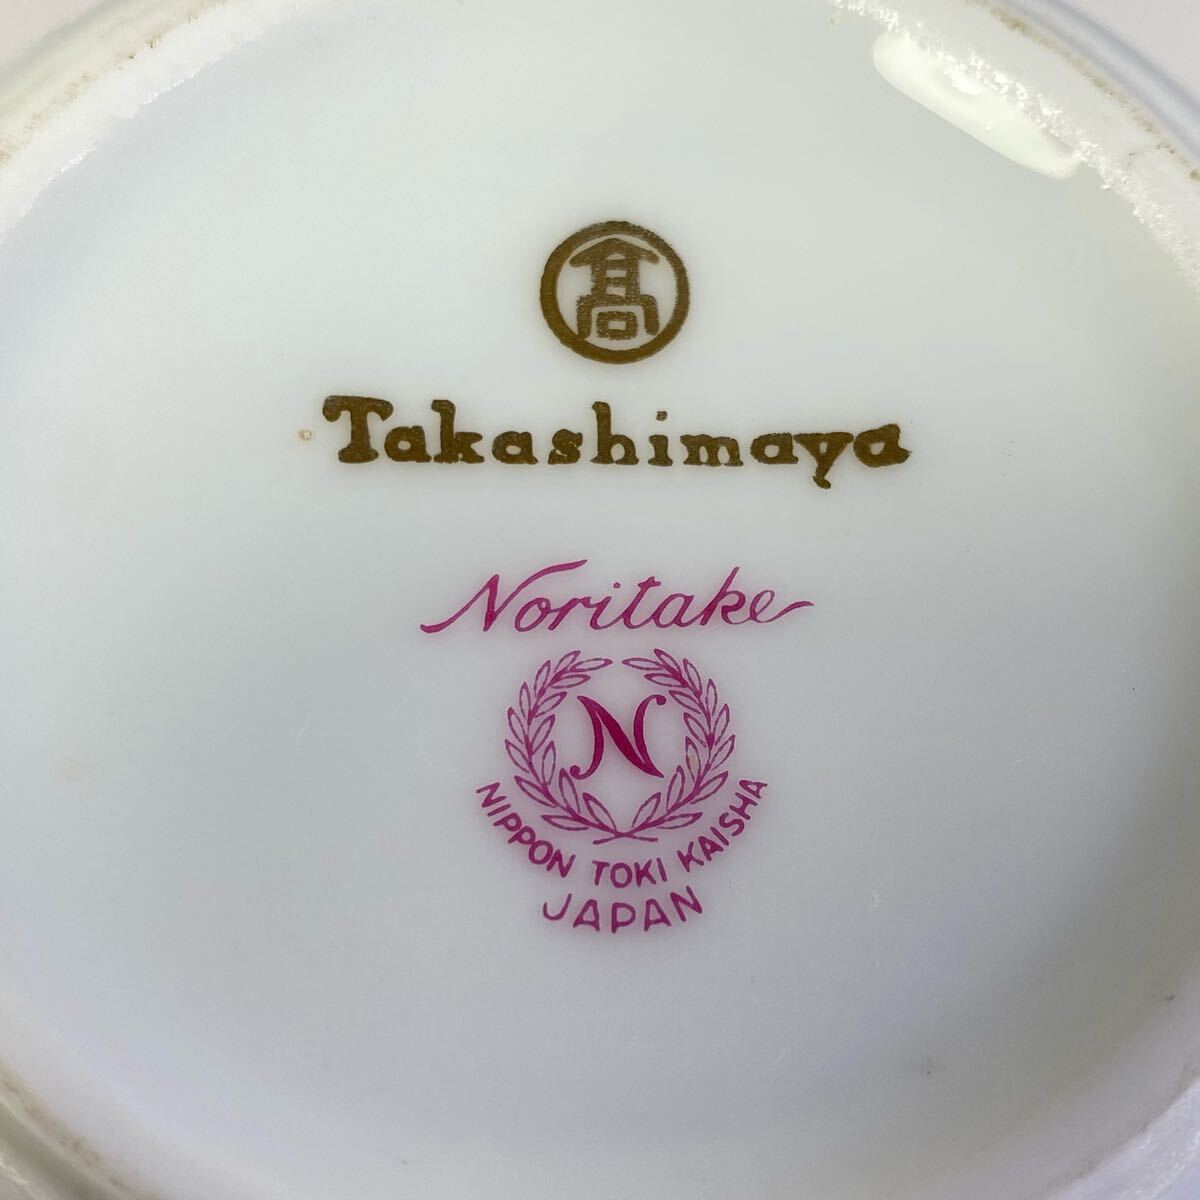 髙
Takashimaya
Noritake
N
NIPPON TOKI KAISHA
JAPAN